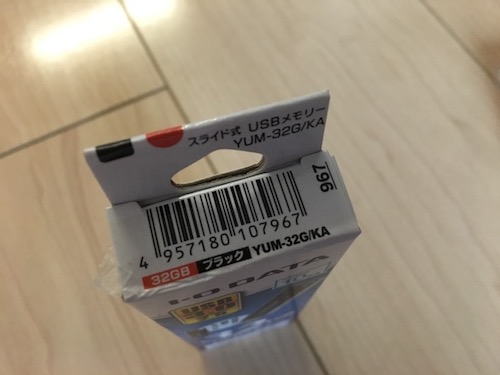 スライド式 USBメモリー
YUM-32G/KA
967
4 957180 107967
32GB ブラック YUM-32G/KA
I-O DATA
USB